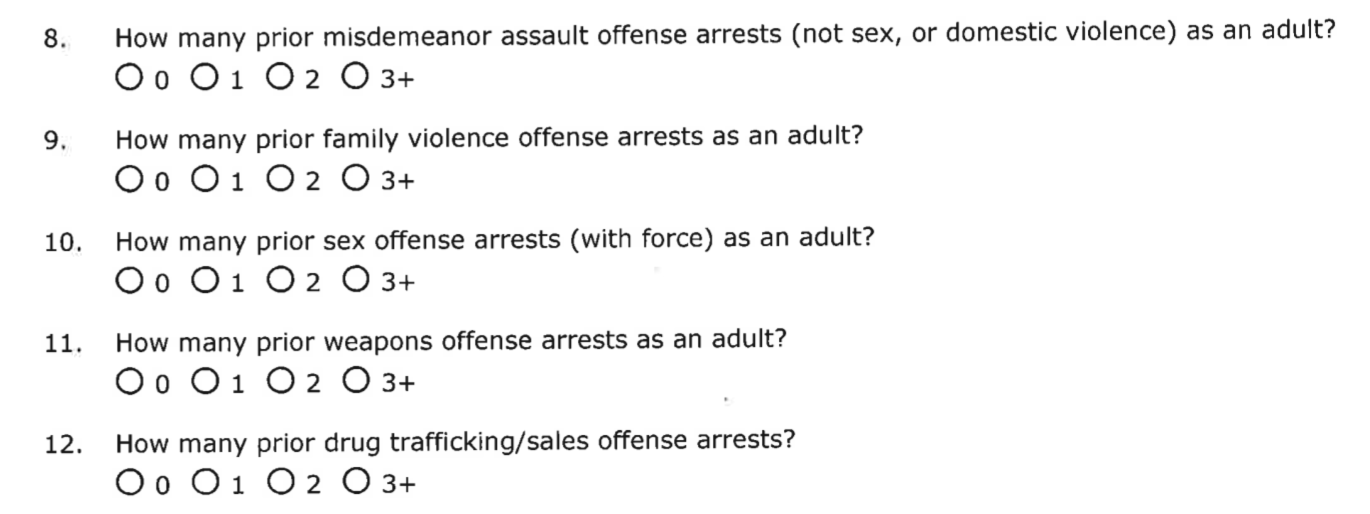 8. How many prior misdemeanor assault offense arrests (not sex, or domestic violence) as an adult?
○ 0 ○ 1 ○ 2 ○ 3+
9. How many prior family violence offense arrests as an adult?
○ 0 ○ 1 ○ 2 ○ 3+
10. How many prior sex offense arrests (with force) as an adult?
○ 0 ○ 1 ○ 2 ○ 3+
11. How many prior weapons offense arrests as an adult?
○ 0 ○ 1 ○ 2 ○ 3+
12. How many prior drug trafficking/sales offense arrests?
○ 0 ○ 1 ○ 2 ○ 3+